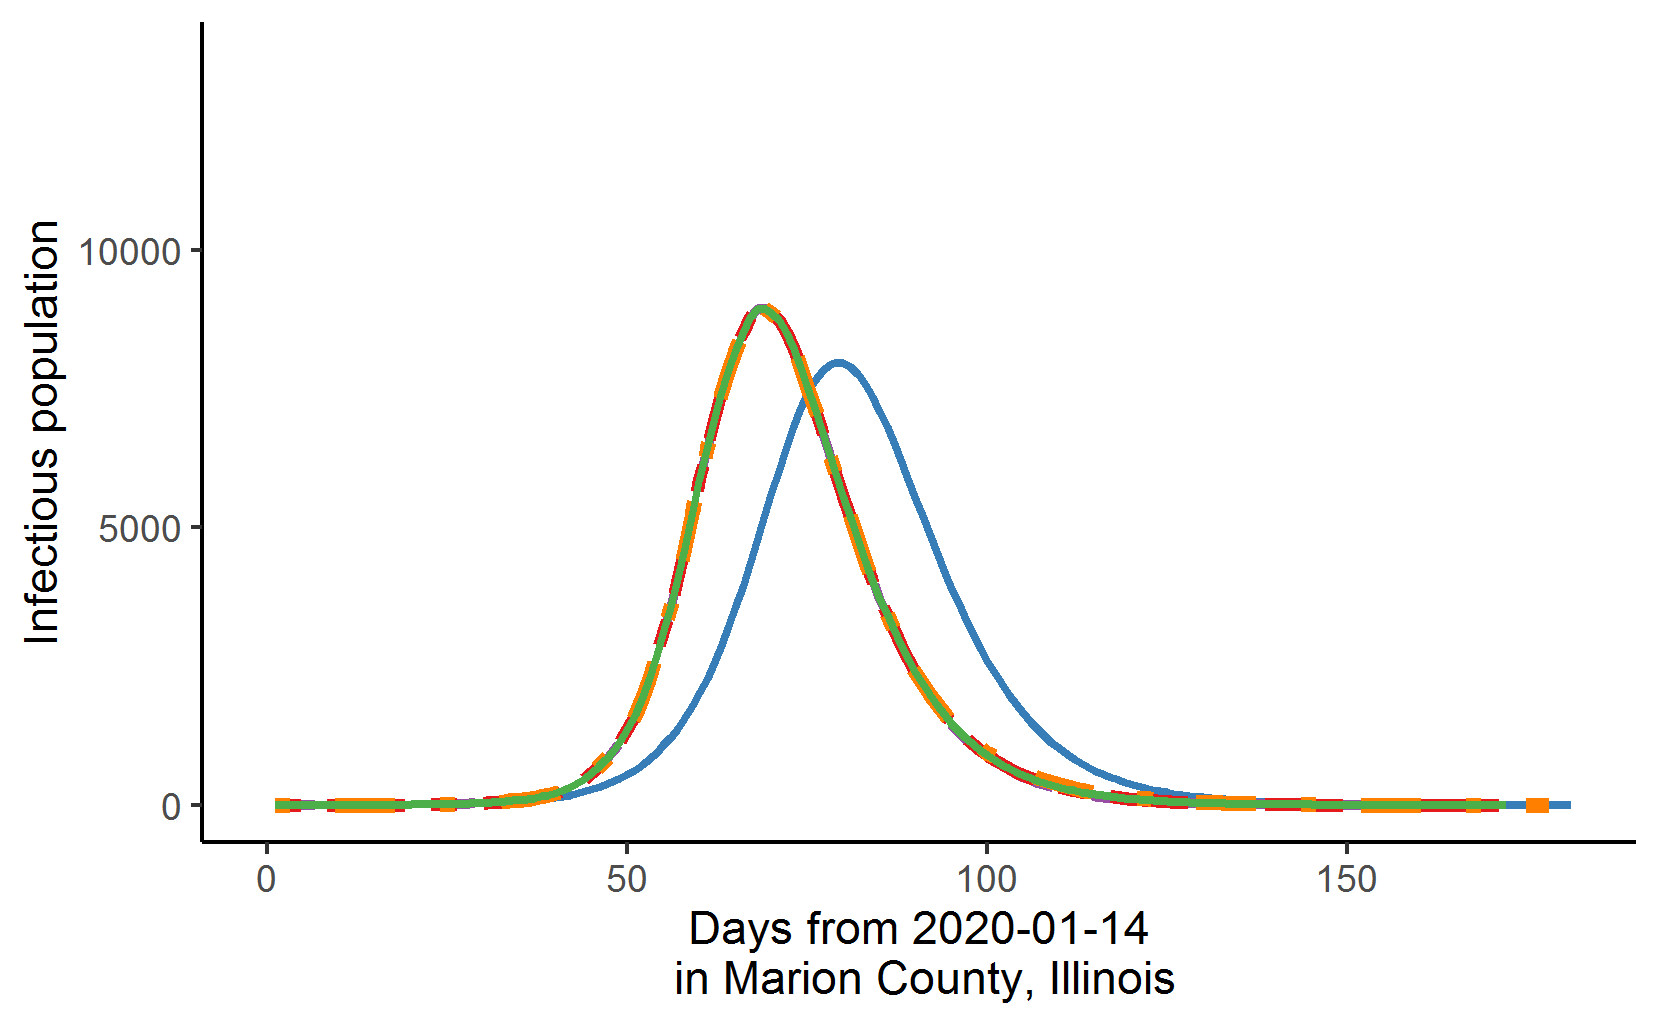 Infectious population
10000
5000
0
0 50 100 150
Days from 2020-01-14
in Marion County, Illinois